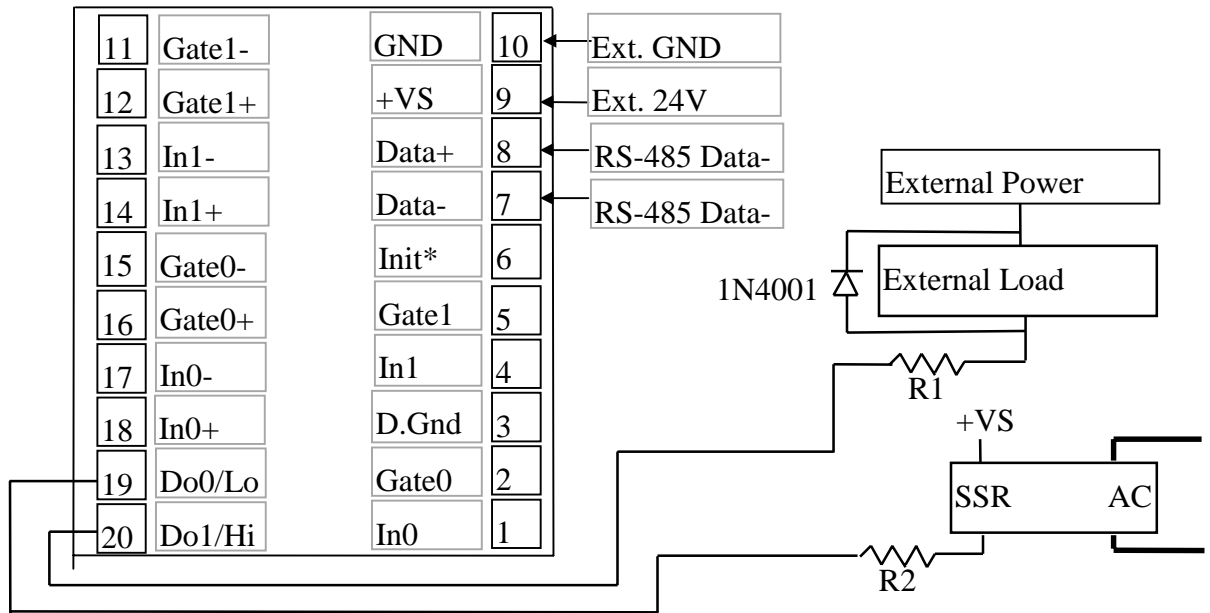 11 Gate1- GND 10 Ext. GND
12 Gate1+ +VS 9 Ext. 24V
13 In1- Data+ 8 RS-485 Data-
14 In1+ Data- 7 RS-485 Data-
15 Gate0- Init* 6
16 Gate0+ Gate1 5
17 In0- In1 4
18 In0+ D.Gnd 3
19 Do0/Lo Gate0 2
20 Do1/Hi In0 1
External Power
1N4001 External Load
R1
+VS
SSR AC
R2